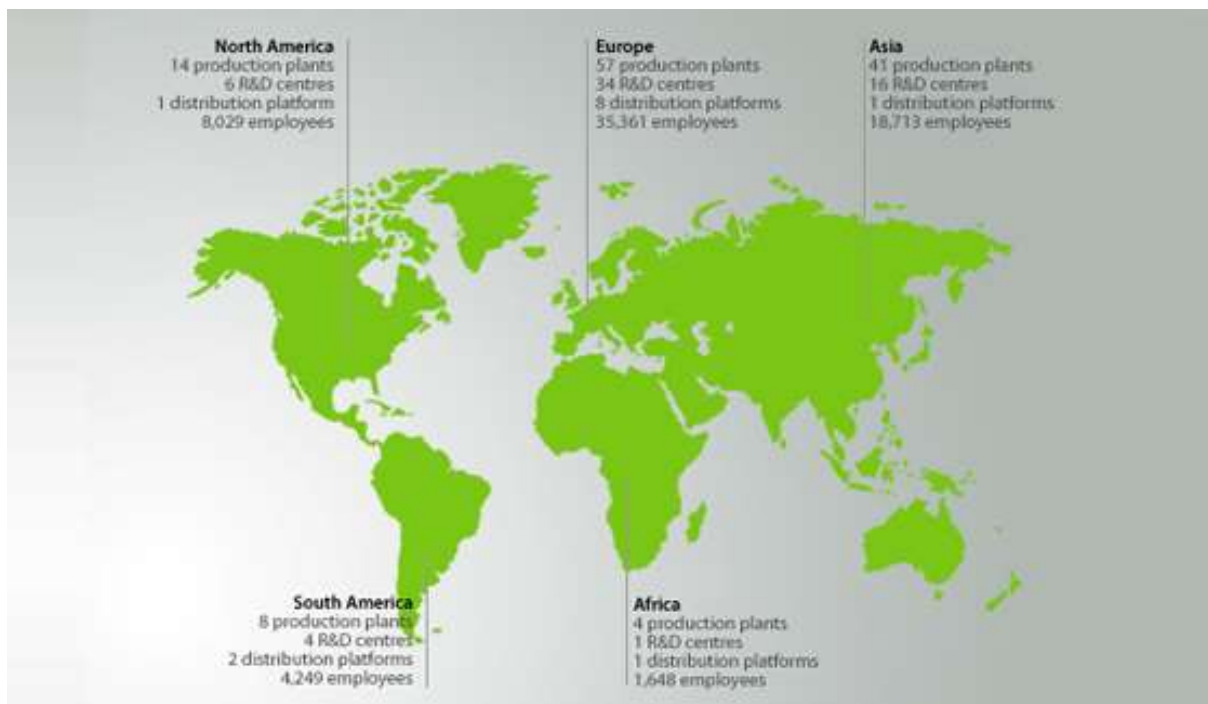 North America
14 production plants
6 R&D centres
1 distribution platform
8,029 employees
Europe
57 production plants
34 R&D centres
8 distribution platforms
35,361 employees
Asia
41 production plants
16 R&D centres
1 distribution platforms
18,713 employees
South America
8 production plants
4 R&D centres
2 distribution platforms
4,249 employees
Africa
4 production plants
1 R&D centres
1 distribution platforms
1,648 employees